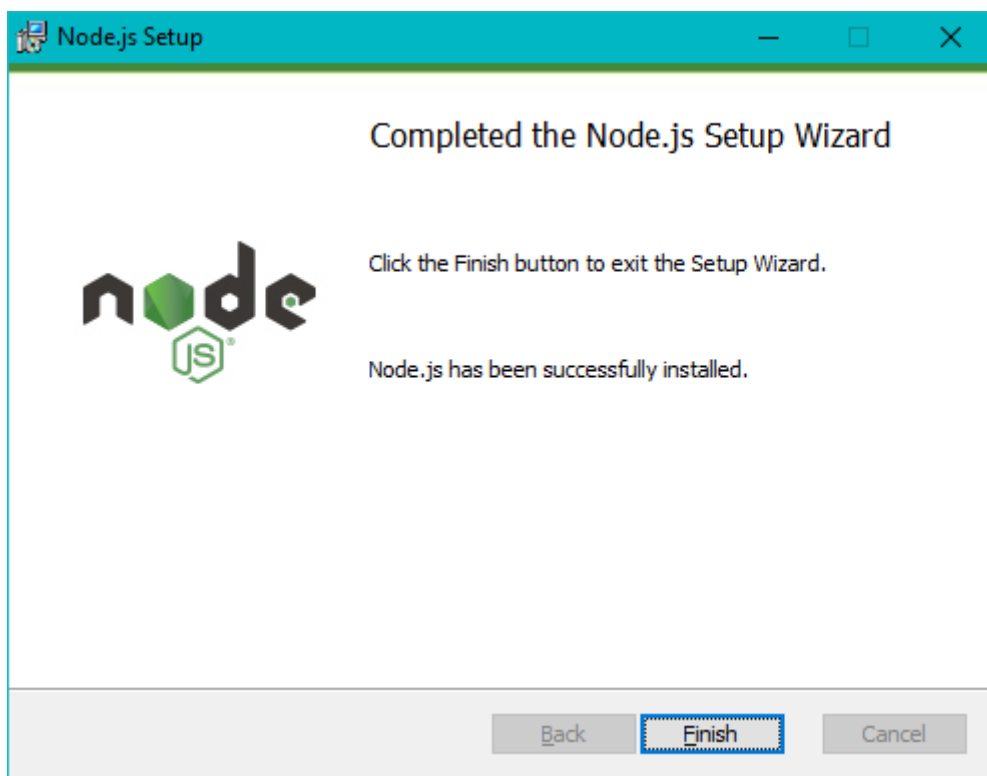 Node.js Setup
Completed the Node.js Setup Wizard
Click the Finish button to exit the Setup Wizard.
node
JS®
Node.js has been successfully installed.
Back Finish Cancel